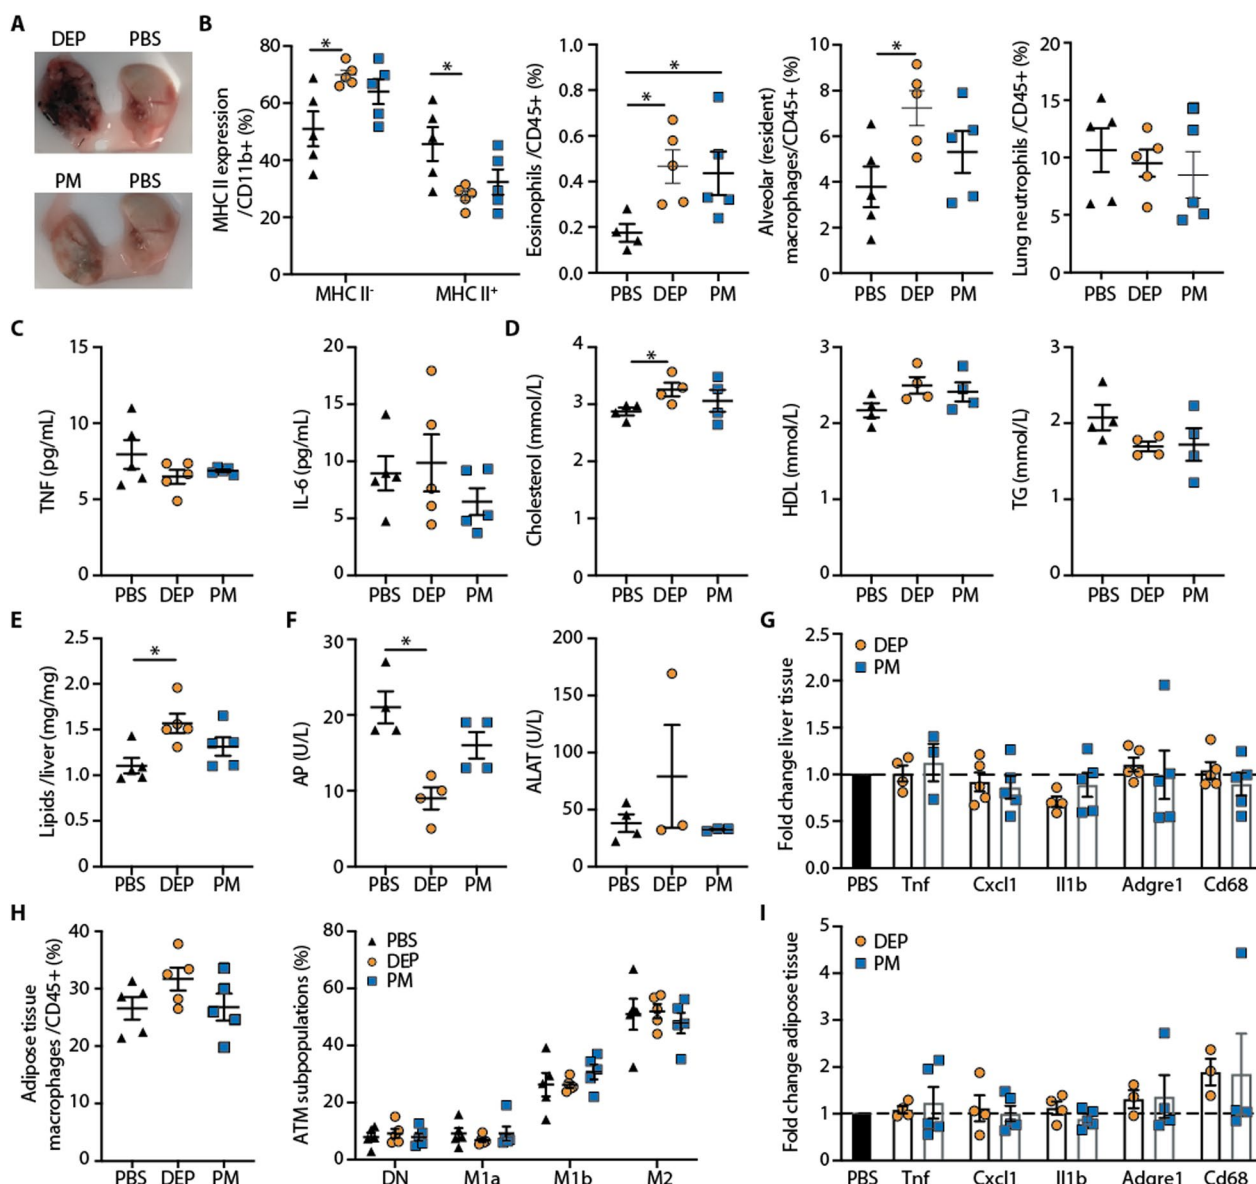 A
DEP PBS
PM PBS
B
MHC II expression
/CD11b+ (%)
80
60
40
20
0
*
*
MHC II-
MHC II+
Eosinophils /CD45+ (%)
1.0
0.8
0.6
0.4
0.2
0.0
*
*
PBS DEP PM
Alveolar (resident)
macrophages/CD45+ (%)
10
8
6
4
2
0
*
PBS DEP PM
Lung neutrophils /CD45+ (%)
20
15
10
5
0
PBS DEP PM
C
TNF (pg/mL)
15
10
5
0
PBS DEP PM
IL-6 (pg/mL)
20
15
10
5
0
PBS DEP PM
D
Cholesterol (mmol/L)
4
3
2
1
0
*
PBS DEP PM
HDL (mmol/L)
3
2
1
0
PBS DEP PM
TG (mmol/L)
3
2
1
0
PBS DEP PM
E
Lipids /liver (mg/mg)
2.5
2.0
1.5
1.0
0.5
0.0
*
PBS DEP PM
F
AP (U/L)
30
20
10
0
*
PBS DEP PM
ALAT (U/L)
200
150
100
50
0
PBS DEP PM
G
Fold change liver tissue
2.5
2.0
1.5
1.0
0.5
0.0
DEP
PM
PBS Tnf Cxcl1 Il1b Adgre1 Cd68
H
Adipose tissue
macrophages /CD45+ (%)
40
30
20
10
0
PBS DEP PM
ATM subpopulations (%)
80
60
40
20
0
PBS
DEP
PM
DN M1a M1b M2
I
Fold change adipose tissue
5
4
3
2
1
0
DEP
PM
PBS Tnf Cxcl1 Il1b Adgre1 Cd68